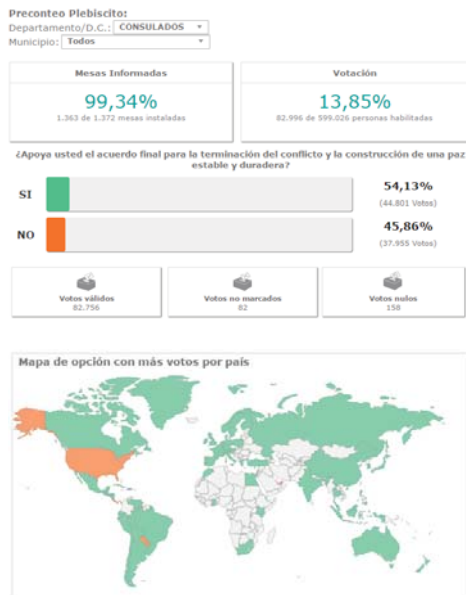 Preconteo Plebiscito:
Departamento/D.C.: CONSULADOS
Municipio: Todos
Mesas Informadas
99,34%
1.363 de 1.372 mesas instaladas
Votación
13,85%
82.996 de 599.026 personas habilitadas
¿Apoya usted el acuerdo final para la terminación del conflicto y la construcción de una paz
estable y duradera?
SI
54,13%
(44.801 Votos)
NO
45,86%
(37.955 Votos)
Votos válidos
82.756
Votos no marcados
82
Votos nulos
158
Mapa de opción con más votos por país